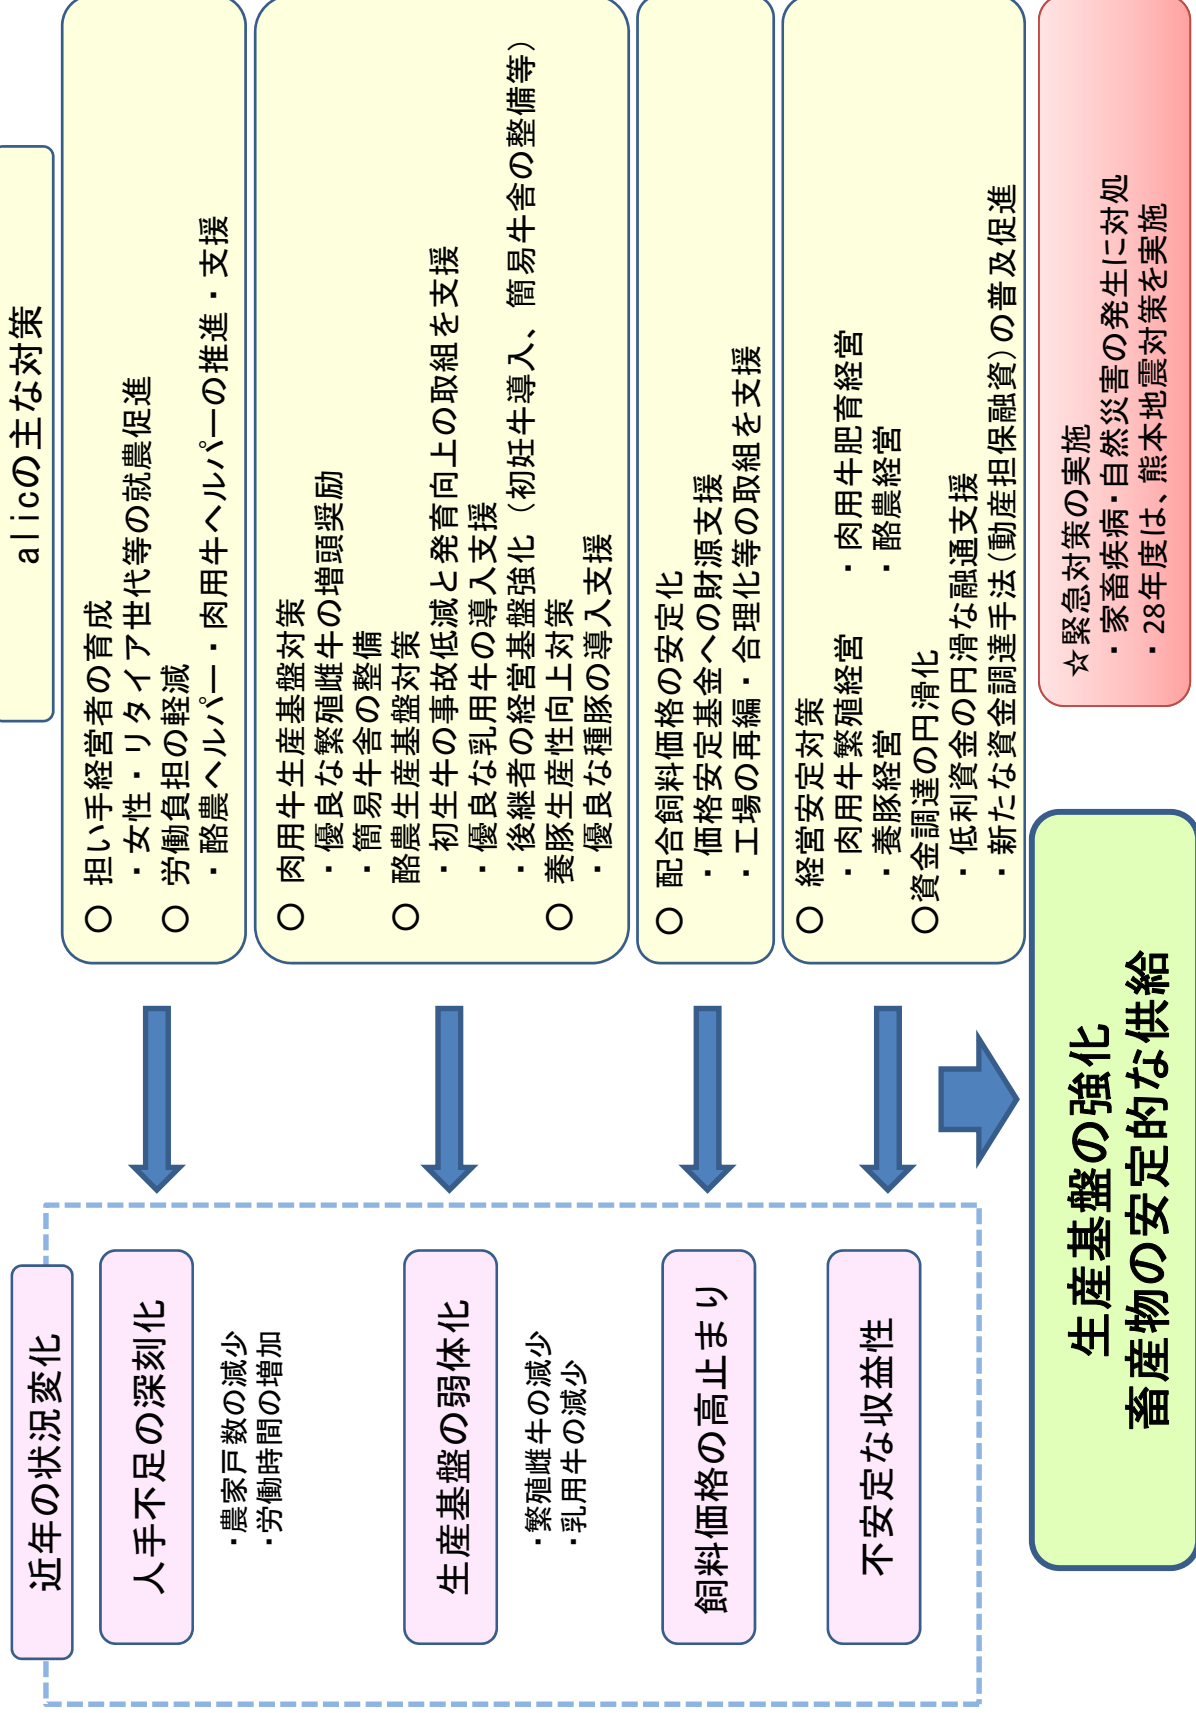 近年の状況変化
人手不足の深刻化
・農家戸数の減少
・労働時間の増加
生産基盤の弱体化
・繁殖雌牛の減少
・乳用牛の減少
飼料価格の高止まり
不安定な収益性
alicの主な対策
○ 担い手経営者の育成
・女性・リタイア世代等の就農促進
○ 労働負担の軽減
・酪農ヘルパー・肉用牛ヘルパーの推進・支援
○ 肉用牛生産基盤対策
・優良な繁殖雌牛の増頭奨励
・簡易牛舎の整備
○ 酪農生産基盤対策
・初生牛の事故低減と発育向上の取組を支援
・優良な乳用牛の導入支援
・後継者の経営基盤強化（初妊牛導入、簡易牛舎の整備等）
○ 養豚生産性向上対策
・優良な種豚の導入支援
○ 配合飼料価格の安定化
・価格安定基金への財源支援
・工場の再編・合理化等の取組を支援
○ 経営安定対策
・肉用牛繁殖経営 ・肉用牛肥育経営
・養豚経営 ・酪農経営
○資金調達の円滑化
・低利資金の円滑な融通支援
・新たな資金調達手法（動産担保融資）の普及促進
生産基盤の強化
畜産物の安定的な供給
☆緊急対策の実施
・家畜疾病・自然災害の発生に対処
・28年度は、熊本地震対策を実施